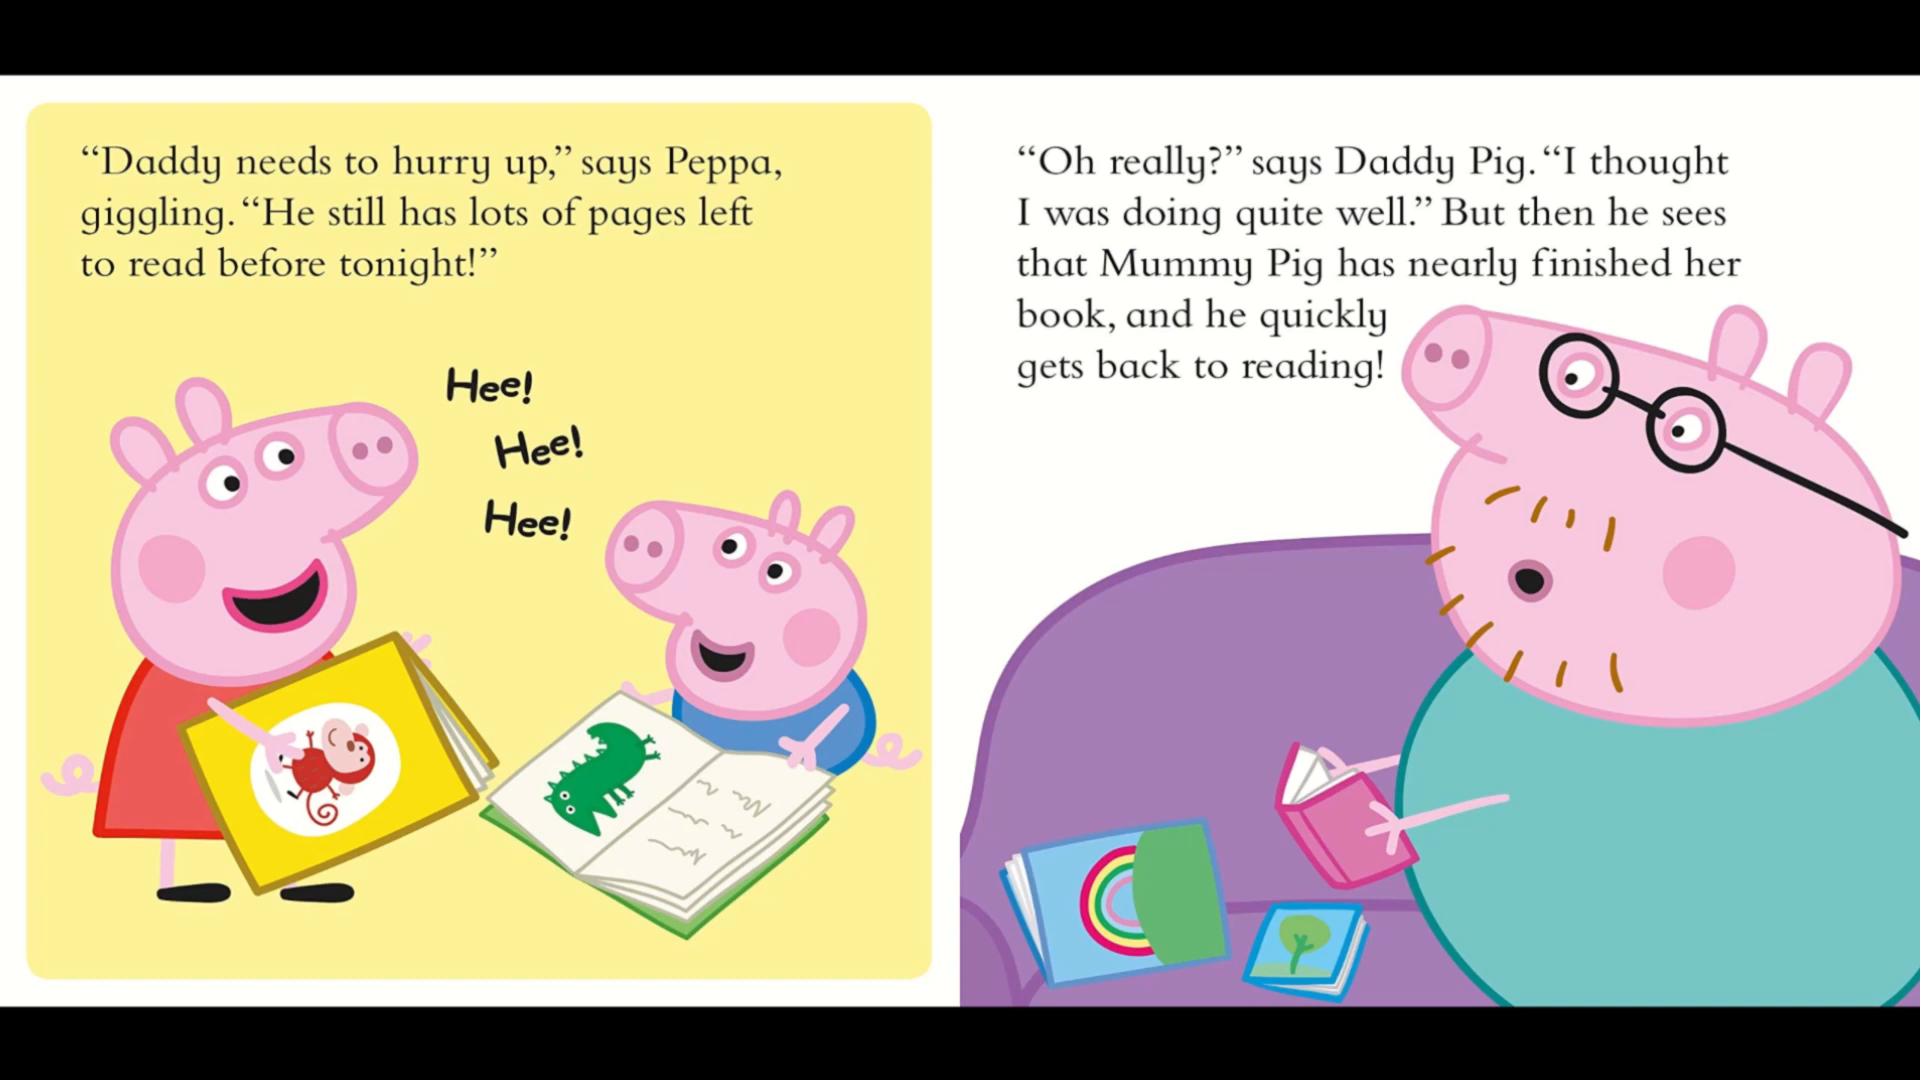 “Daddy needs to hurry up,” says Peppa,
giggling. “He still has lots of pages left
to read before tonight!”
Hee!
Hee!
Hee!
“Oh really?” says Daddy Pig. “I thought
I was doing quite well.” But then he sees
that Mummy Pig has nearly finished her
book, and he quickly
gets back to reading!